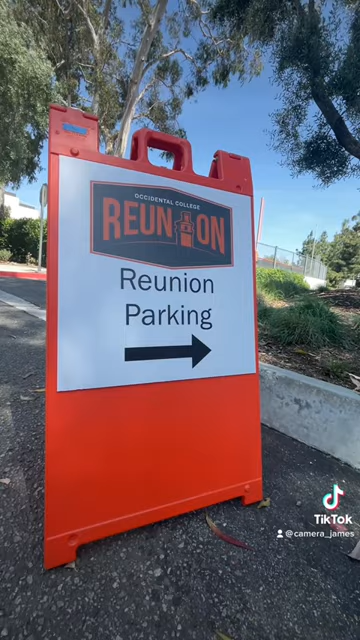 OCCIDENTAL COLLEGE
REUNION
Reunion
Parking
TikTok
@camera_james